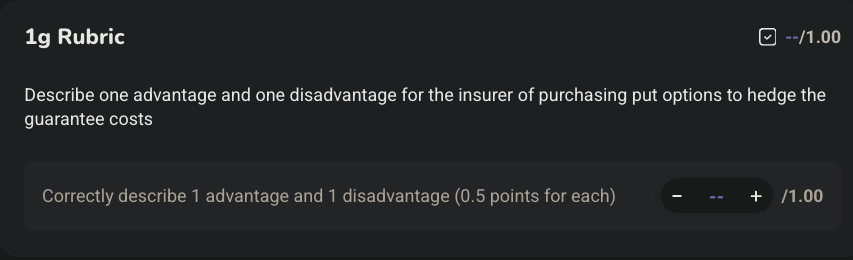 1g Rubric
--/1.00
Describe one advantage and one disadvantage for the insurer of purchasing put options to hedge the
guarantee costs
Correctly describe 1 advantage and 1 disadvantage (0.5 points for each)
− -- + /1.00